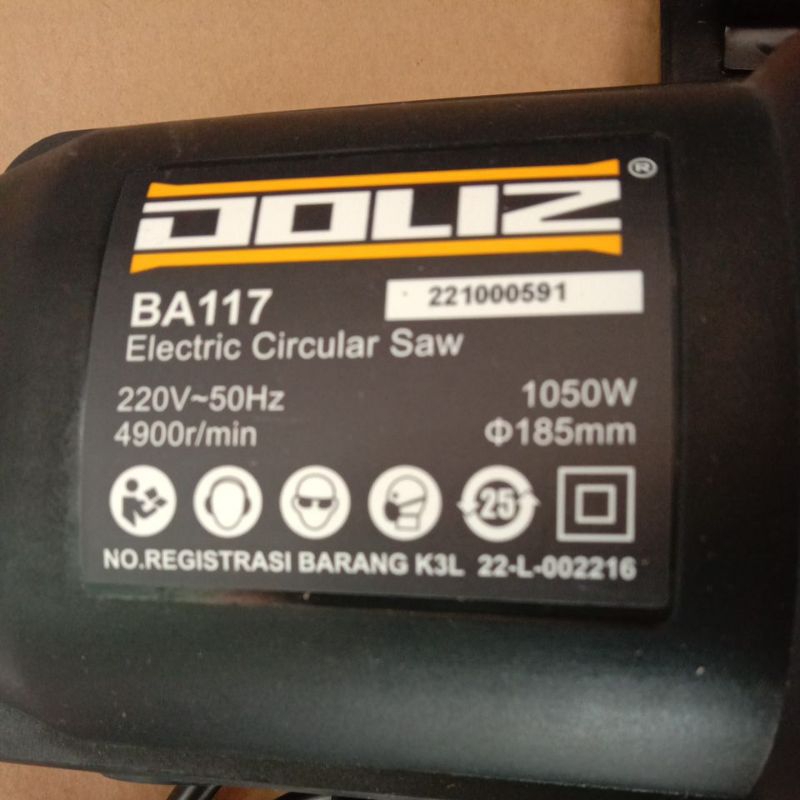 DOLIZ®
BA117 221000591
Electric Circular Saw
220V~50Hz 1050W
4900r/min Φ185mm
25
NO.REGISTRASI BARANG K3L 22-L-002216